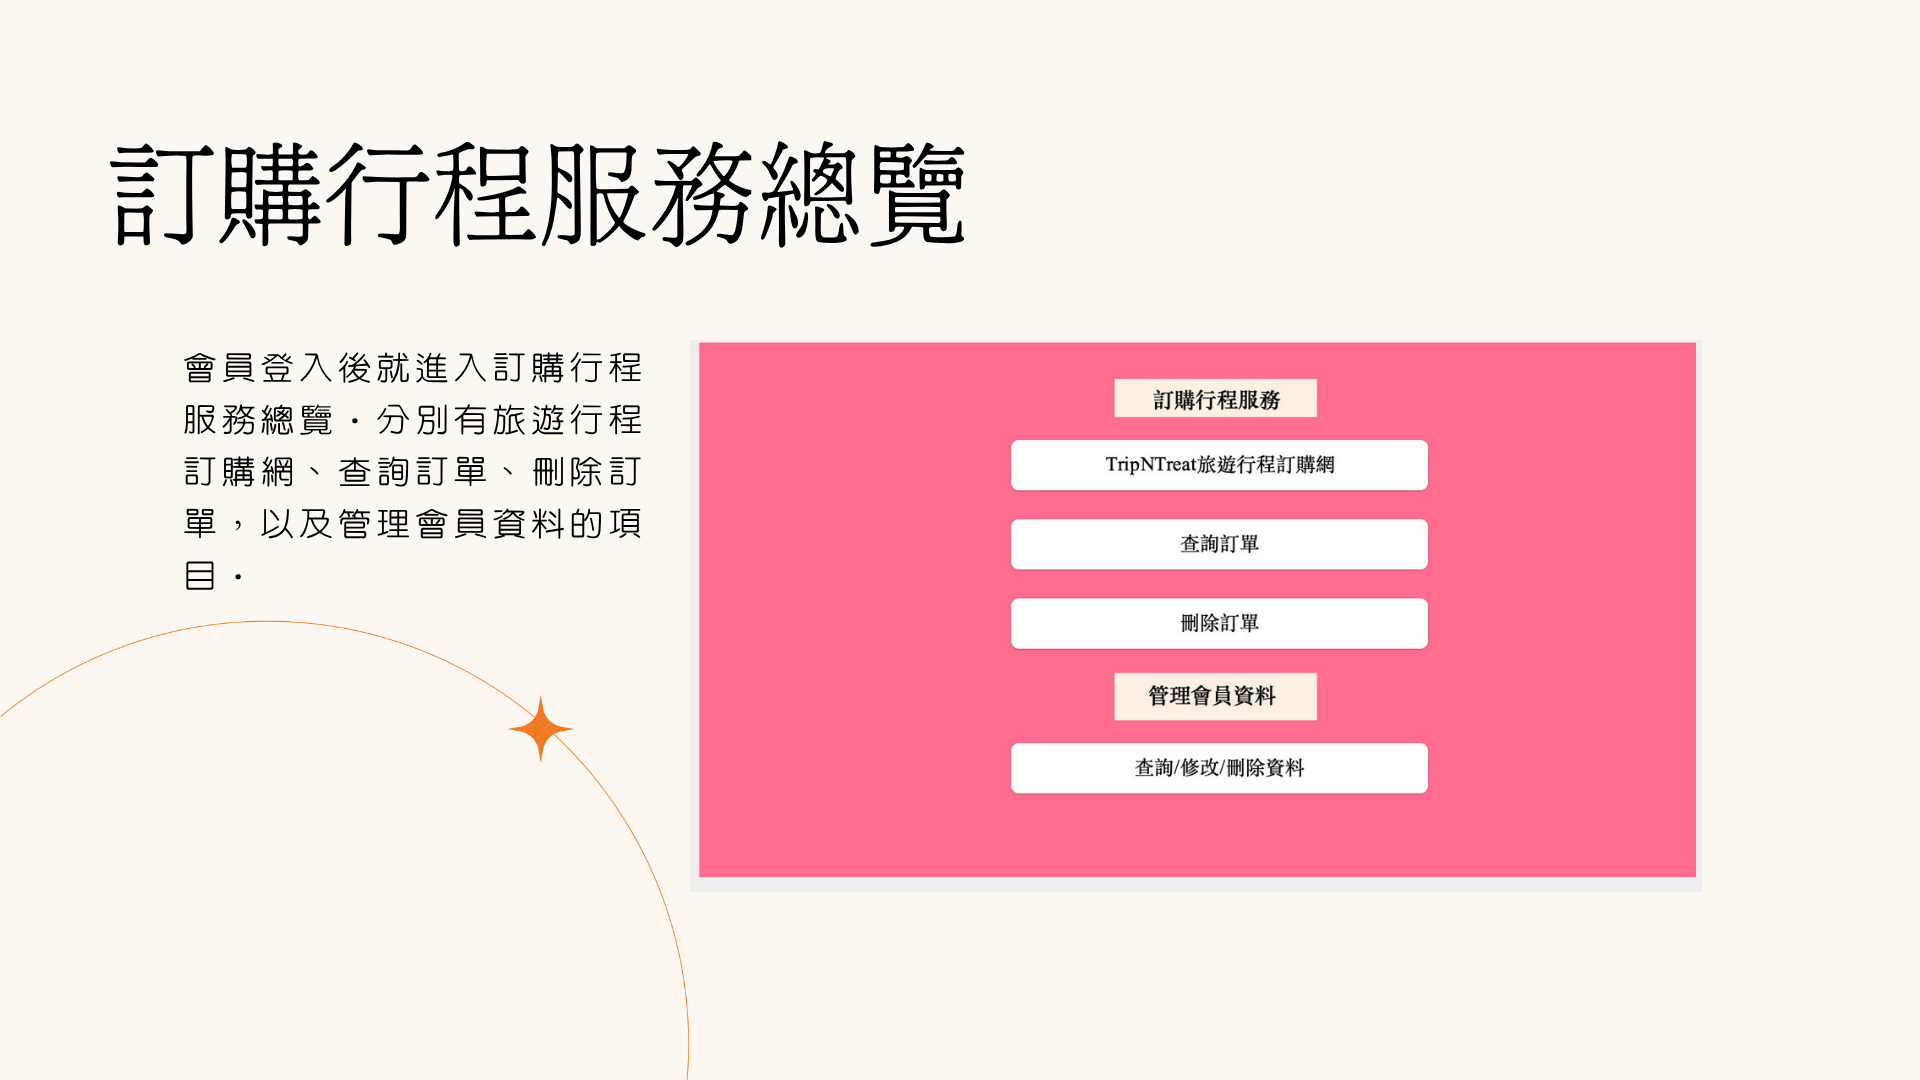 訂購行程服務總覽
會員登入後就進入訂購行程
服務總覽．分別有旅遊行程
訂購網、查詢訂單、刪除訂
單，以及管理會員資料的項
目．
訂購行程服務
TripNTreat旅遊行程訂購網
查詢訂單
刪除訂單
管理會員資料
查詢/修改/刪除資料